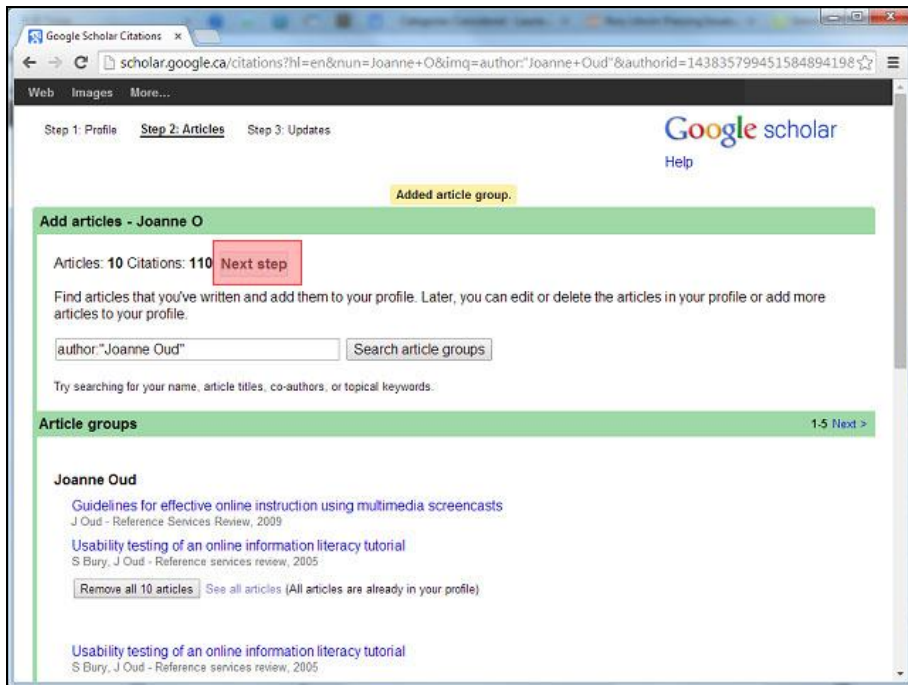 Google Scholar Citations
scholar.google.ca/citations?hl=en&nun=Joanne+O&imq=author:"Joanne+Oud"&authorid=143835799451584894198
Web Images More...
Step 1: Profile Step 2: Articles Step 3: Updates
Google scholar
Help
Added article group.
Add articles - Joanne O
Articles: 10 Citations: 110 Next step
Find articles that you've written and add them to your profile. Later, you can edit or delete the articles in your profile or add more
articles to your profile.
author:"Joanne Oud" Search article groups
Try searching for your name, article titles, co-authors, or topical keywords.
Article groups 1-5 Next >
Joanne Oud
Guidelines for effective online instruction using multimedia screencasts
J Oud - Reference Services Review, 2009
Usability testing of an online information literacy tutorial
S Bury, J Oud - Reference services review, 2005
Remove all 10 articles See all articles (All articles are already in your profile)
Usability testing of an online information literacy tutorial
S Bury, J Oud - Reference services review, 2005